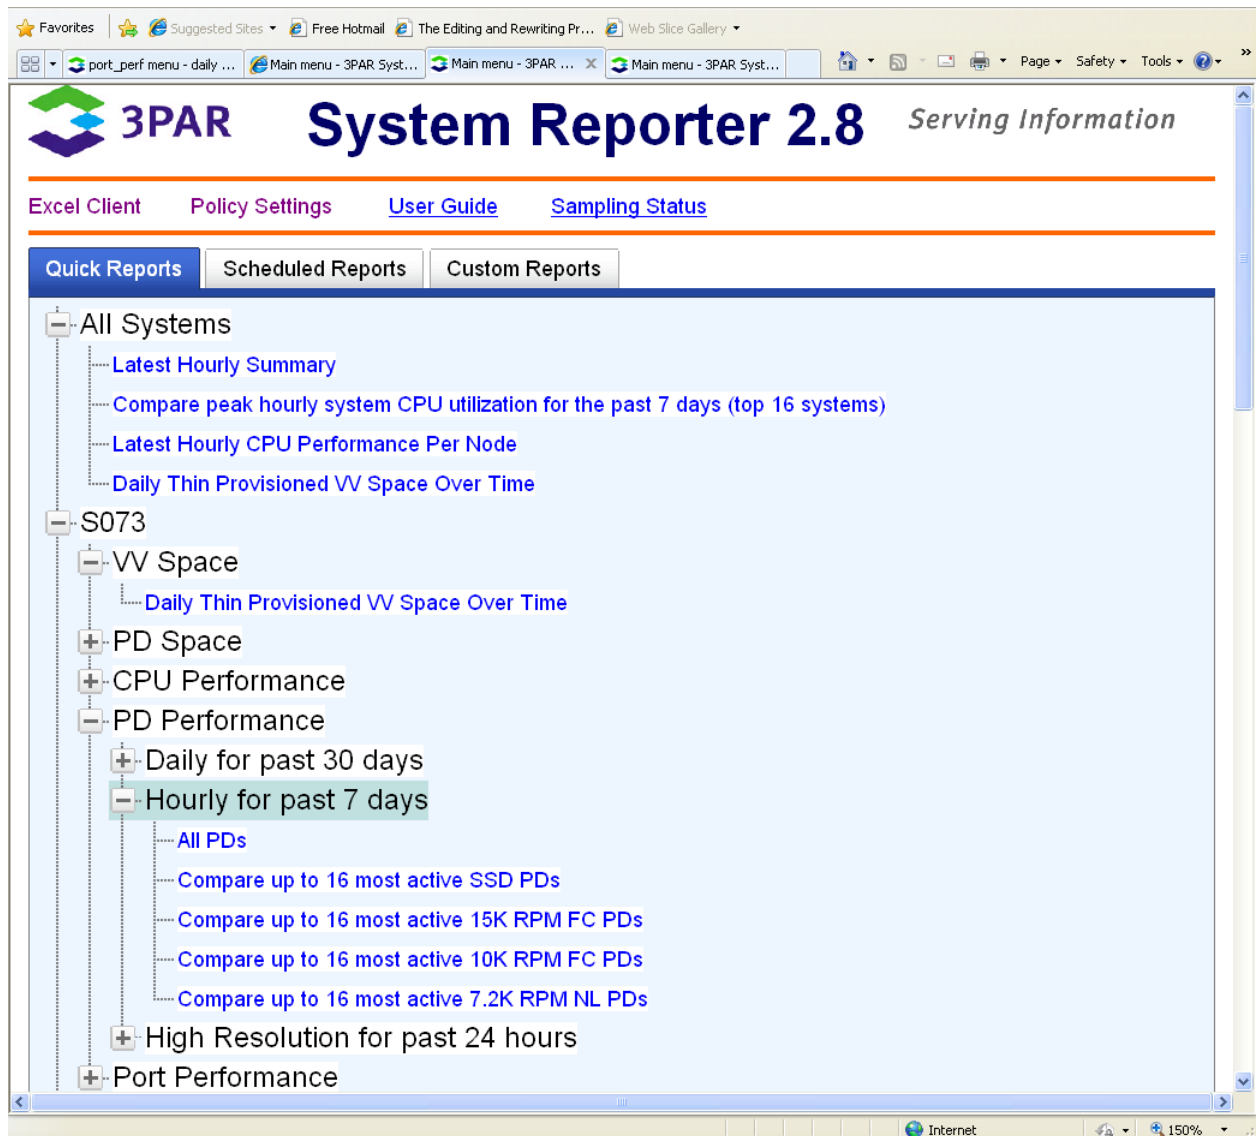 Favorites Suggested Sites Free Hotmail The Editing and Rewriting Pr... Web Slice Gallery
port_perf menu - daily ... Main menu - 3PAR Syst... Main menu - 3PAR ... X Main menu - 3PAR Syst... Page Safety Tools »
3PAR System Reporter 2.8 Serving Information
Excel Client Policy Settings User Guide Sampling Status
Quick Reports Scheduled Reports Custom Reports
All Systems
Latest Hourly Summary
Compare peak hourly system CPU utilization for the past 7 days (top 16 systems)
Latest Hourly CPU Performance Per Node
Daily Thin Provisioned VV Space Over Time
S073
VV Space
Daily Thin Provisioned VV Space Over Time
PD Space
CPU Performance
PD Performance
Daily for past 30 days
Hourly for past 7 days
All PDs
Compare up to 16 most active SSD PDs
Compare up to 16 most active 15K RPM FC PDs
Compare up to 16 most active 10K RPM FC PDs
Compare up to 16 most active 7.2K RPM NL PDs
High Resolution for past 24 hours
Port Performance
Internet 150%